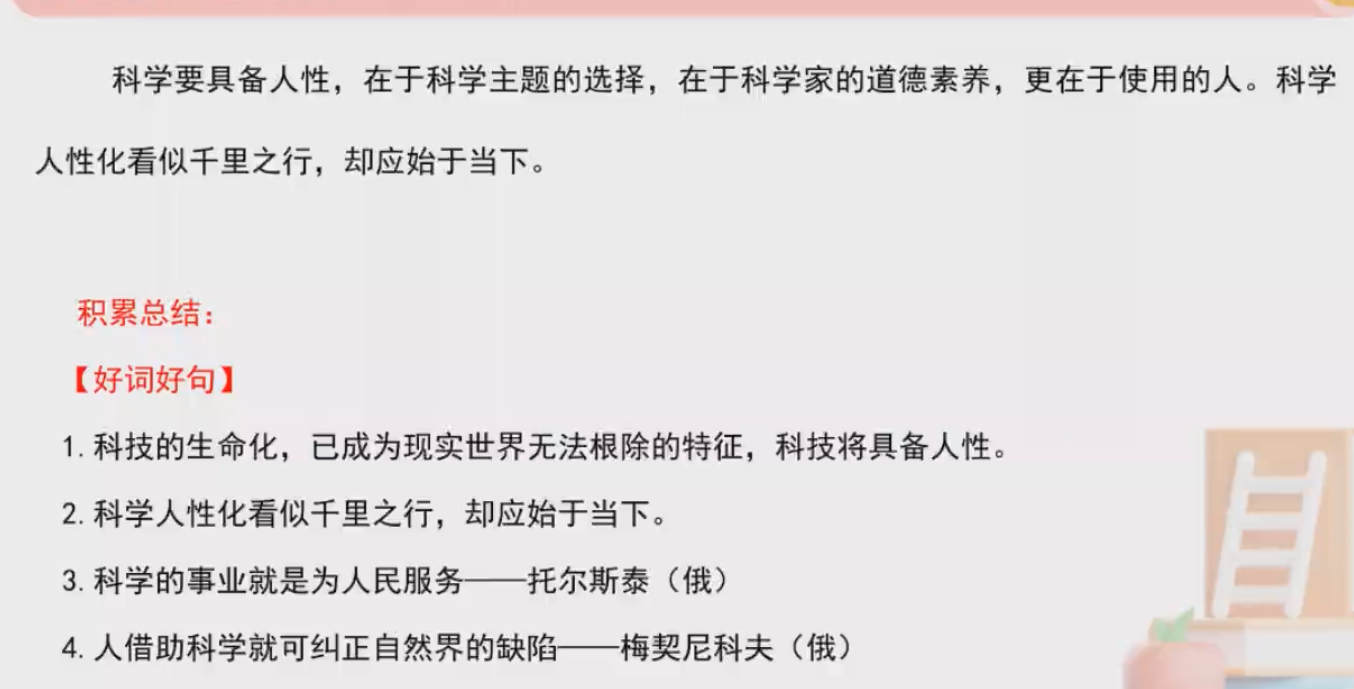 科学要具备人性，在于科学主题的选择，在于科学家的道德素养，更在于使用的人。科学
人性化看似千里之行，却应始于当下。
积累总结：
【好词好句】
1.科技的生命化，已成为现实世界无法根除的特征，科技将具备人性。
2.科学人性化看似千里之行，却应始于当下。
3.科学的事业就是为人民服务——托尔斯泰（俄）
4.人借助科学就可纠正自然界的缺陷——梅契尼科夫（俄）